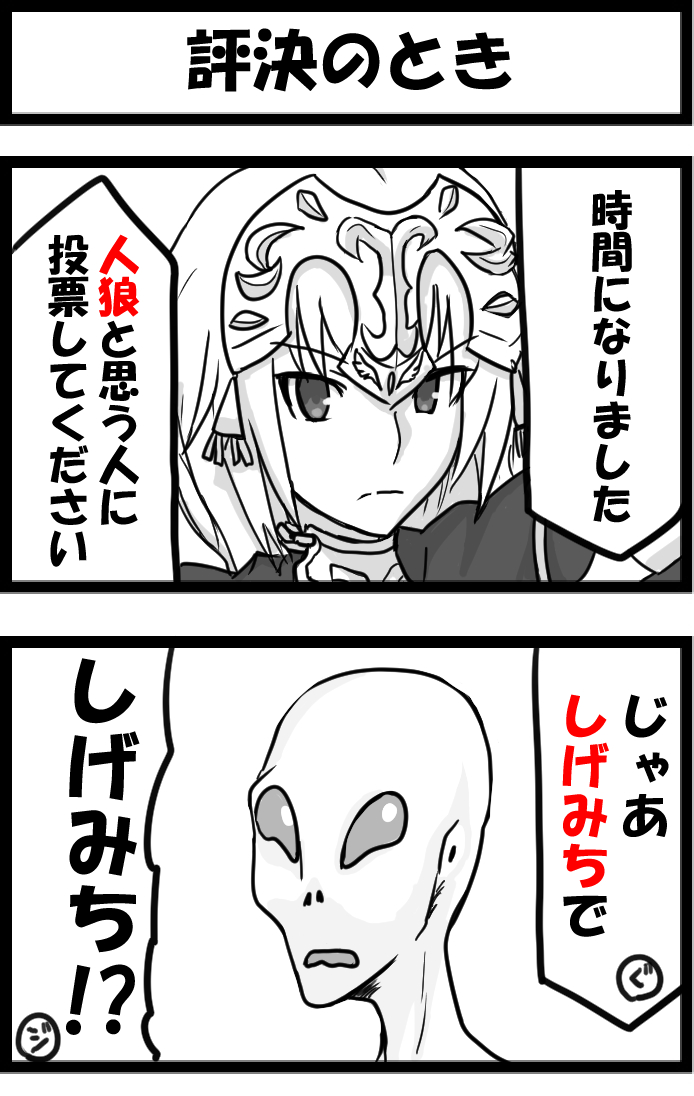 評決のとき
時間になりました
人狼と思う人に
投票してください
じゃあ
しげみちで
ぐ
しげみち!?
ジ